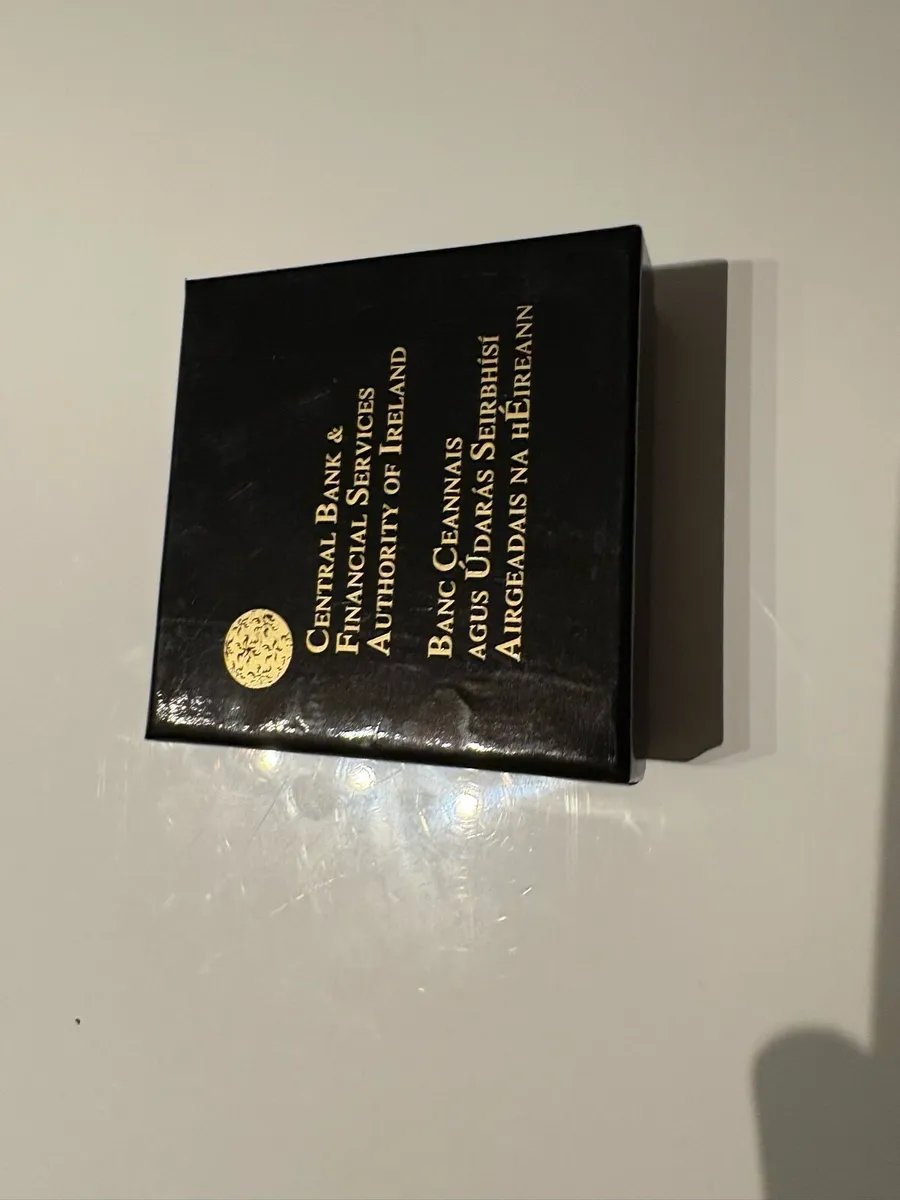 Central Bank &
Financial Services
Authority of Ireland
Banc Ceannais
agus Údarás Seirbhísí
Airgeadais na hÉireann